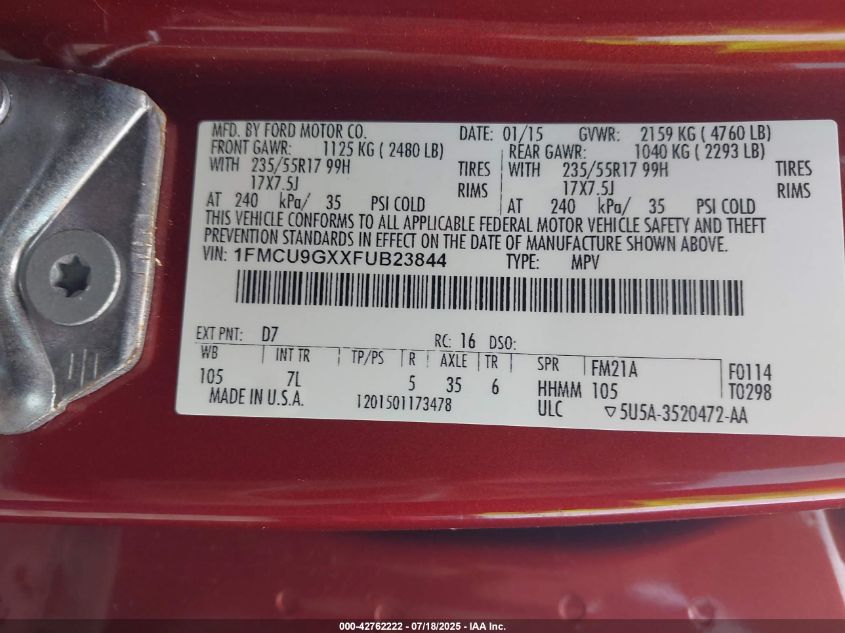 MFD. BY FORD MOTOR CO. DATE: 01/15 GVWR: 2159 KG ( 4760 LB)
FRONT GAWR: 1125 KG ( 2480 LB) REAR GAWR: 1040 KG ( 2293 LB)
WITH 235/55R17 99H TIRES WITH 235/55R17 99H TIRES
17X7.5J RIMS 17X7.5J RIMS
AT 240 kPa/ 35 PSI COLD AT 240 kPa/ 35 PSI COLD
THIS VEHICLE CONFORMS TO ALL APPLICABLE FEDERAL MOTOR VEHICLE SAFETY AND THEFT
PREVENTION STANDARDS IN EFFECT ON THE DATE OF MANUFACTURE SHOWN ABOVE.
VIN: 1FMCU9GXXFUB23844 TYPE: MPV
EXT PNT: D7 RC: 16 DSO:
WB INT TR TP/PS R AXLE TR SPR FM21A F0114
105 7L 5 35 6 HHMM 105 T0298
MADE IN U.S.A. 1201501173478 ULC ▽5U5A-3520472-AA
000-42762222 - 07/18/2025 - IAA Inc.